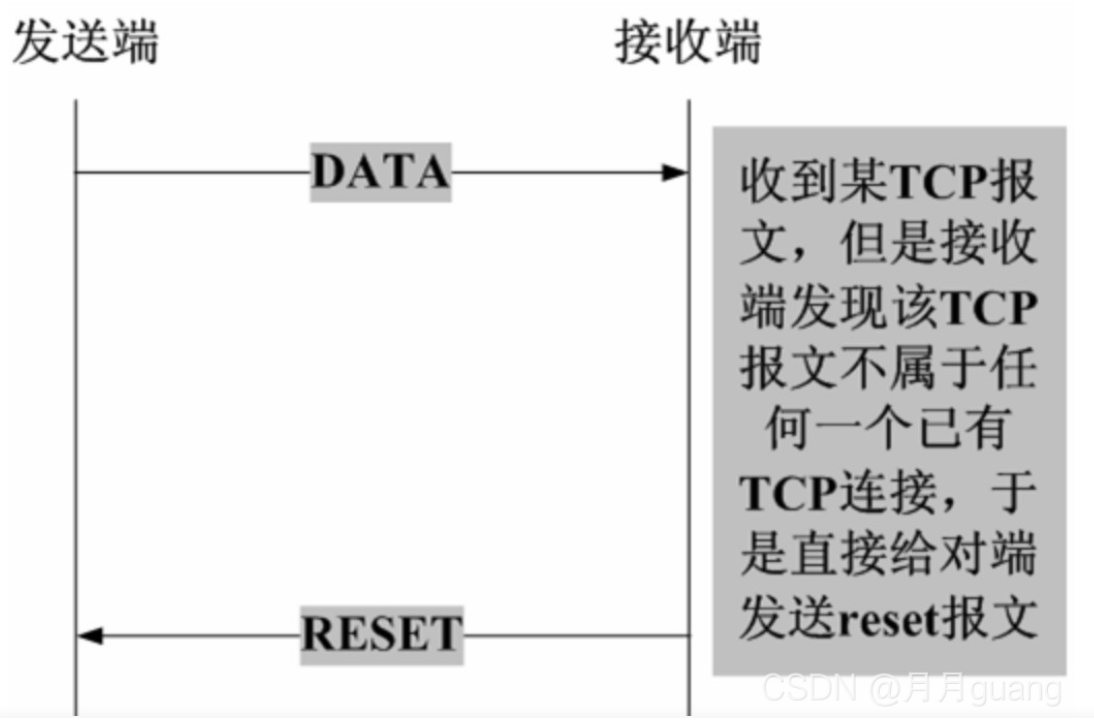 发送端
接收端
DATA
收到某TCP报
文，但是接收
端发现该TCP
报文不属于任
何一个已有
TCP连接，于
是直接给对端
发送reset报文
RESET
CSDN @月月guang